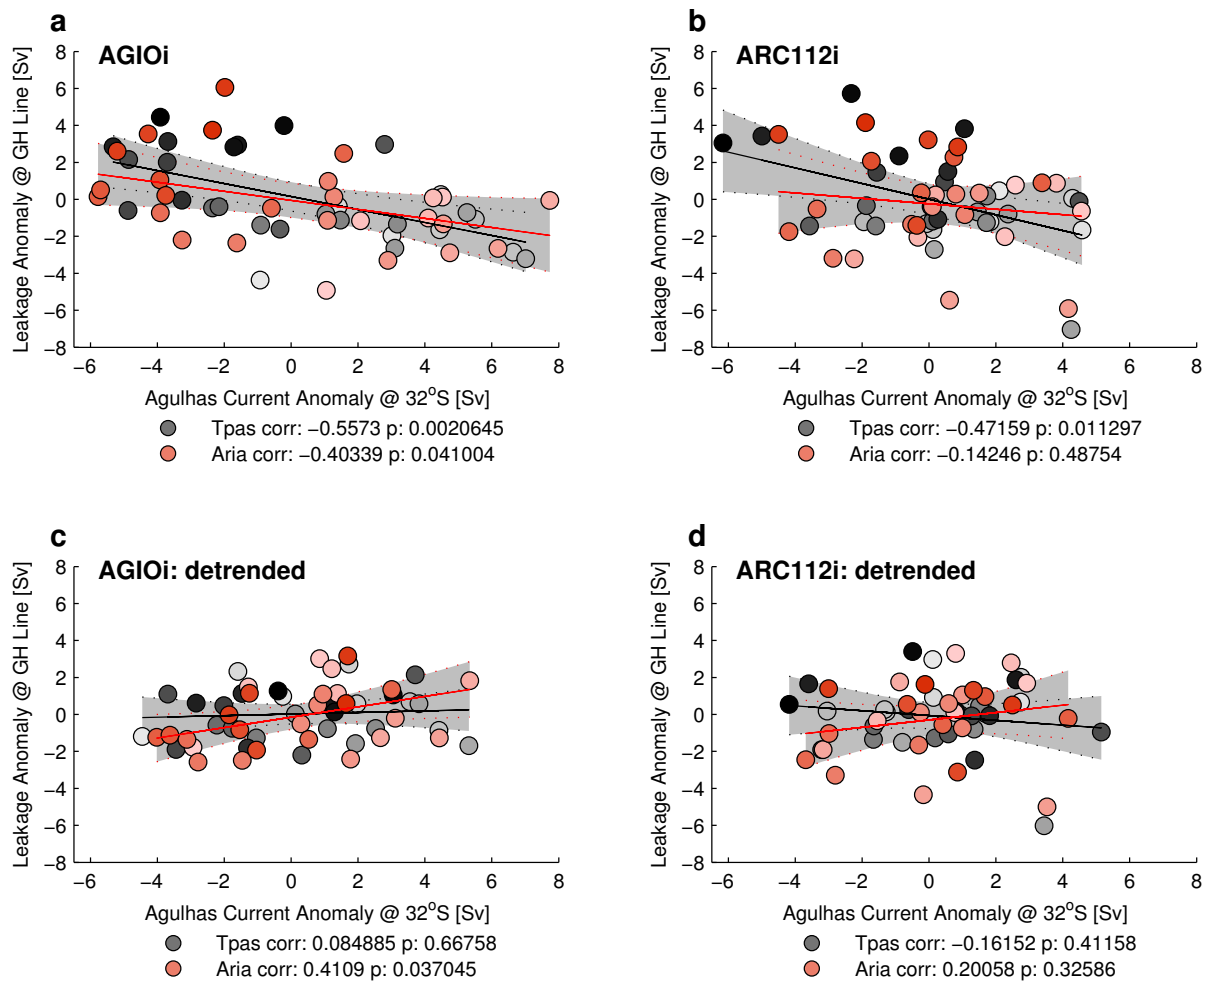 a
AGIOi
8
6
4
2
0
−2
−4
−6
−8
Leakage Anomaly @ GH Line [Sv]
−6 −4 −2 0 2 4 6 8
Agulhas Current Anomaly @ 32°S [Sv]
Tpas corr: −0.5573 p: 0.0020645
Aria corr: −0.40339 p: 0.041004
b
ARC112i
8
6
4
2
0
−2
−4
−6
−8
Leakage Anomaly @ GH Line [Sv]
−6 −4 −2 0 2 4 6 8
Agulhas Current Anomaly @ 32°S [Sv]
Tpas corr: −0.47159 p: 0.011297
Aria corr: −0.14246 p: 0.48754
c
AGIOi: detrended
8
6
4
2
0
−2
−4
−6
−8
Leakage Anomaly @ GH Line [Sv]
−6 −4 −2 0 2 4 6 8
Agulhas Current Anomaly @ 32°S [Sv]
Tpas corr: 0.084885 p: 0.66758
Aria corr: 0.4109 p: 0.037045
d
ARC112i: detrended
8
6
4
2
0
−2
−4
−6
−8
Leakage Anomaly @ GH Line [Sv]
−6 −4 −2 0 2 4 6 8
Agulhas Current Anomaly @ 32°S [Sv]
Tpas corr: −0.16152 p: 0.41158
Aria corr: 0.20058 p: 0.32586